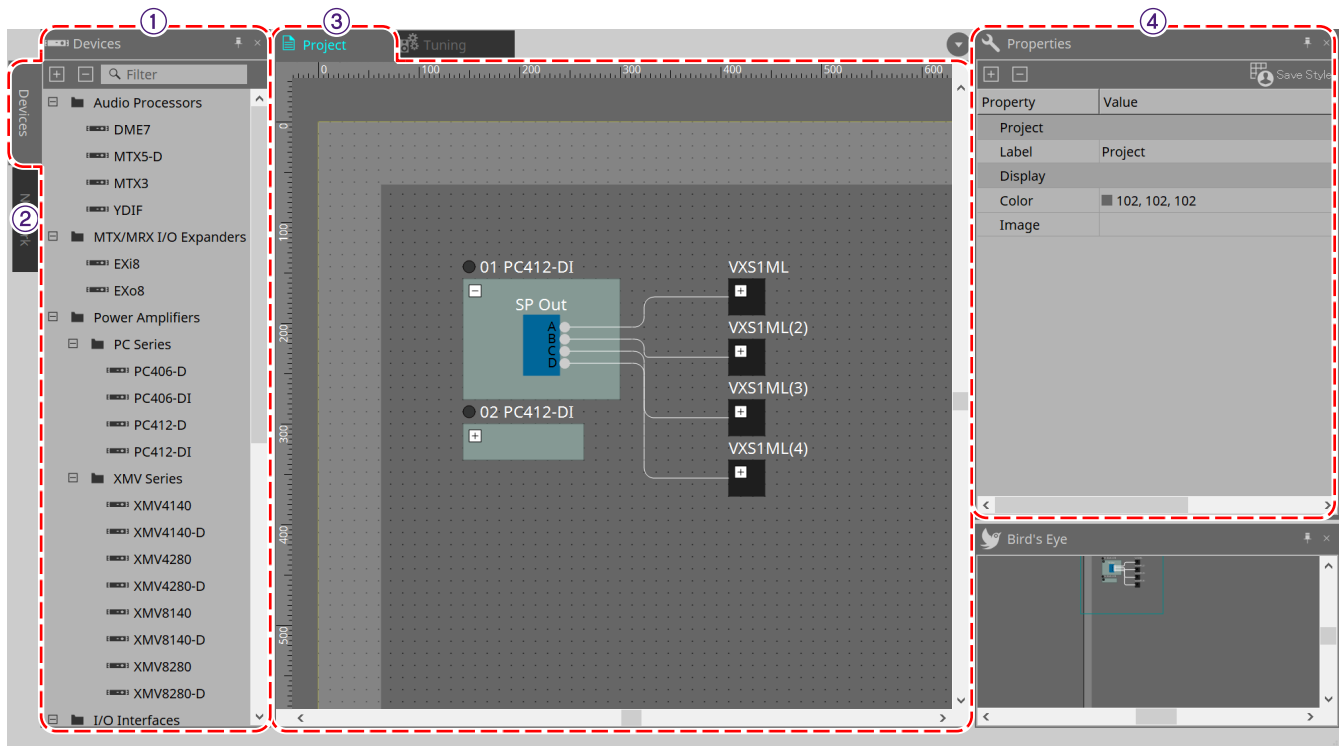 ①
③
④
Devices
Project
Tuning
Properties
Filter
Save Style
0 100 200 300 400 500 600
Devices
②
Property Value
Audio Processors
DME7
MTX5-D
MTX3
YDIF
MTX/MRX I/O Expanders
EXi8
EXo8
Power Amplifiers
PC Series
PC406-D
PC406-DI
PC412-D
PC412-DI
XMV Series
XMV4140
XMV4140-D
XMV4280
XMV4280-D
XMV8140
XMV8140-D
XMV8280
XMV8280-D
I/O Interfaces
0
100
200
300
400
500
01 PC412-DI
SP Out
A
B
C
D
02 PC412-DI
VXS1ML
VXS1ML(2)
VXS1ML(3)
VXS1ML(4)
Project
Label Project
Display
Color 102, 102, 102
Image
Bird's Eye